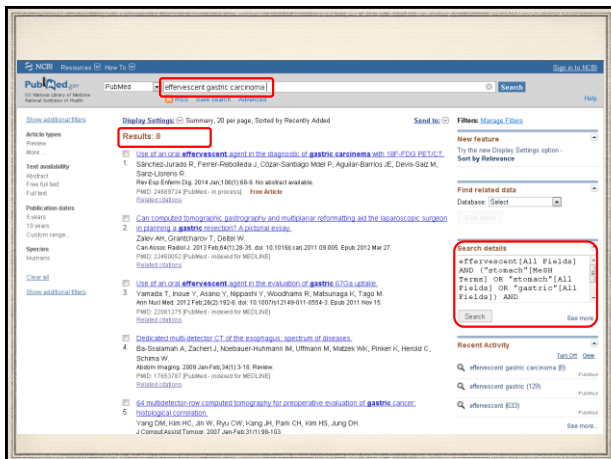 NCBI Resources How To Sign in to NCBI
PubMed.gov
US National Library of Medicine
National Institutes of Health
PubMed effervescent gastric carcinoma Search
RSS Save search Advanced Help
Show additional filters
Article types
Review
More ...
Text availability
Abstract
Free full text
Full text
Publication dates
5 years
10 years
Custom range...
Species
Humans
Clear all
Show additional filters
Display Settings: Summary, 20 per page, Sorted by Recently Added Send to:
Results: 8
Use of an oral effervescent agent in the diagnostic of gastric carcinoma with 18F-FDG PET/CT.
1. Sánchez-Jurado R, Ferrer-Rebolleda J, Cózar-Santiago Mdel P, Aguilar-Barrios JE, Devis-Saiz M,
Sanz-Llorens R.
Rev Esp Enferm Dig. 2014 Jan;106(1):68-9. No abstract available.
PMID: 24689724 [PubMed - in process] Free Article
Related citations
Can computed tomographic gastrography and multiplanar reformatting aid the laparoscopic surgeon
2. in planning a gastric resection? A pictorial essay.
Zalev AH, Grantcharov T, Deitel W.
Can Assoc Radiol J. 2013 Feb;64(1):28-35. doi: 10.1016/j.carj.2011.09.005. Epub 2012 Mar 27.
PMID: 22460052 [PubMed - indexed for MEDLINE]
Related citations
Use of an oral effervescent agent in the evaluation of gastric 67Ga uptake.
3. Yamada T, Inoue Y, Asano Y, Nippashi Y, Woodhams R, Matsunaga K, Tago M.
Ann Nucl Med. 2012 Feb;26(2):192-6. doi: 10.1007/s12149-011-0554-3. Epub 2011 Nov 15.
PMID: 22081275 [PubMed - indexed for MEDLINE]
Related citations
Dedicated multi-detector CT of the esophagus: spectrum of diseases.
4. Ba-Ssalamah A, Zacherl J, Noebauer-Huhmann IM, Uffmann M, Matzek WK, Pinker K, Herold C,
Schima W.
Abdom Imaging. 2009 Jan-Feb;34(1):3-18. Review.
PMID: 17653787 [PubMed - indexed for MEDLINE]
Related citations
64 multidetector-row computed tomography for preoperative evaluation of gastric cancer:
5. histological correlation.
Yang DM, Kim HC, Jin W, Ryu CW, Kang JH, Park CH, Kim HS, Jung DH.
J Comput Assist Tomogr. 2007 Jan-Feb;31(1):98-103.
Filters: Manage Filters
New feature
Try the new Display Settings option -
Sort by Relevance
Find related data
Database: Select
Find items
Search details
effervescent[All Fields]
AND ("stomach"[MeSH
Terms] OR "stomach"[All
Fields] OR "gastric"[All
Fields]) AND
Search See more...
Recent Activity
Turn Off Clear
effervescent gastric carcinoma (8)
PubMed
effervescent gastric (129)
PubMed
effervescent (633)
PubMed
See more...